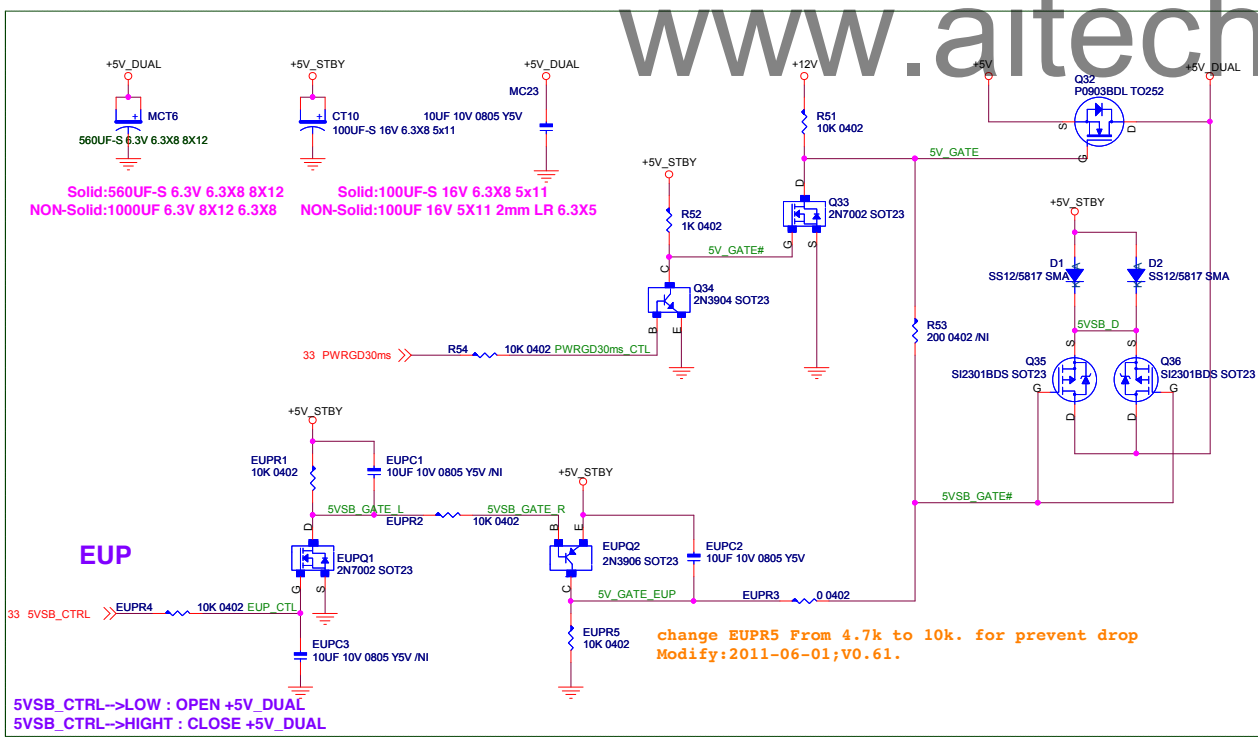 www.aitech
+5V_DUAL
MCT6
560UF-S 6.3V 6.3X8 8X12
+5V_STBY
CT10
100UF-S 16V 6.3X8 5x11
+5V_DUAL
MC23
10UF 10V 0805 Y5V
Solid:560UF-S 6.3V 6.3X8 8X12
NON-Solid:1000UF 6.3V 8X12 6.3X8
Solid:100UF-S 16V 6.3X8 5x11
NON-Solid:100UF 16V 5X11 2mm LR 6.3X5
+12V
R51
10K 0402
+5V
Q32
P0903BDL TO252
+5V_DUAL
S
D
G
5V_GATE
+5V_STBY
R52
1K 0402
D
Q33
2N7002 SOT23
G
S
5V_GATE#
C
Q34
2N3904 SOT23
B
E
33 PWRGD30ms
R54
10K 0402
PWRGD30ms_CTL
R53
200 0402 /NI
+5V_STBY
D1
SS12/5817 SMA
D2
SS12/5817 SMA
5VSB_D
S
S
Q35
SI2301BDS SOT23
Q36
SI2301BDS SOT23
G
G
D
D
5VSB_GATE#
+5V_STBY
EUPR1
10K 0402
EUPC1
10UF 10V 0805 Y5V /NI
5VSB_GATE_L
EUPR2
10K 0402
5VSB_GATE_R
+5V_STBY
EUP
D
EUPQ1
2N7002 SOT23
G
S
B
E
EUPQ2
2N3906 SOT23
C
EUPC2
10UF 10V 0805 Y5V
5V_GATE_EUP
EUPR3
0 0402
33 5VSB_CTRL
EUPR4
10K 0402
EUP_CTL
EUPC3
10UF 10V 0805 Y5V /NI
EUPR5
10K 0402
change EUPR5 From 4.7k to 10k. for prevent drop
Modify:2011-06-01;V0.61.
5VSB_CTRL-->LOW : OPEN +5V_DUAL
5VSB_CTRL-->HIGHT : CLOSE +5V_DUAL